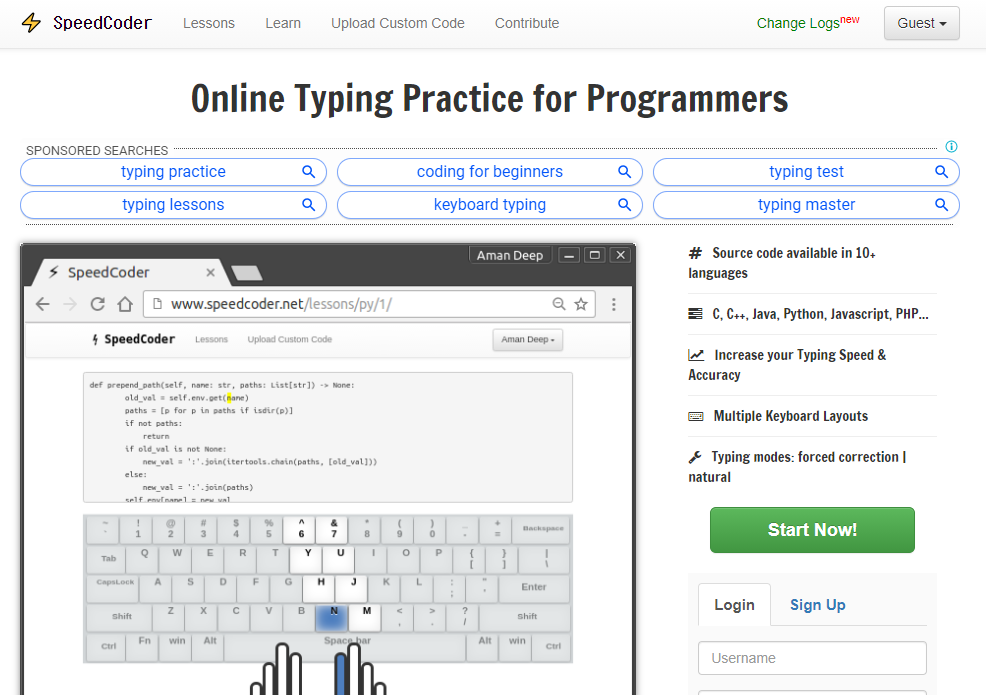 SpeedCoder Lessons Learn Upload Custom Code Contribute Change Logsnew Guest
Online Typing Practice for Programmers
SPONSORED SEARCHES
typing practice coding for beginners typing test
typing lessons keyboard typing typing master
Aman Deep
SpeedCoder
www.speedcoder.net/lessons/py/1/
SpeedCoder Lessons Upload Custom Code Aman Deep
def prepend_path(self, name: str, paths: List[str]) -> None:
old_val = self.env.get(name)
paths = [p for p in paths if isdir(p)]
if not paths:
return
if old_val is not None:
new_val = ':'.join(itertools.chain(paths, [old_val]))
else:
new_val = ':'.join(paths)
self.env[name] = new_val
~ ! @ # $ % ^ & * ( ) _ + Backspace
` 1 2 3 4 5 6 7 8 9 0 - =
Tab Q W E R T Y U I O P { } |
[ ] \
CapsLock A S D F G H J K L : " Enter
; '
Shift Z X C V B N M < > ? Shift
, . /
Ctrl Fn win Alt Space bar Alt win Ctrl
# Source code available in 10+
languages
C, C++, Java, Python, Javascript, PHP...
Increase your Typing Speed &
Accuracy
Multiple Keyboard Layouts
Typing modes: forced correction |
natural
Start Now!
Login Sign Up
Username